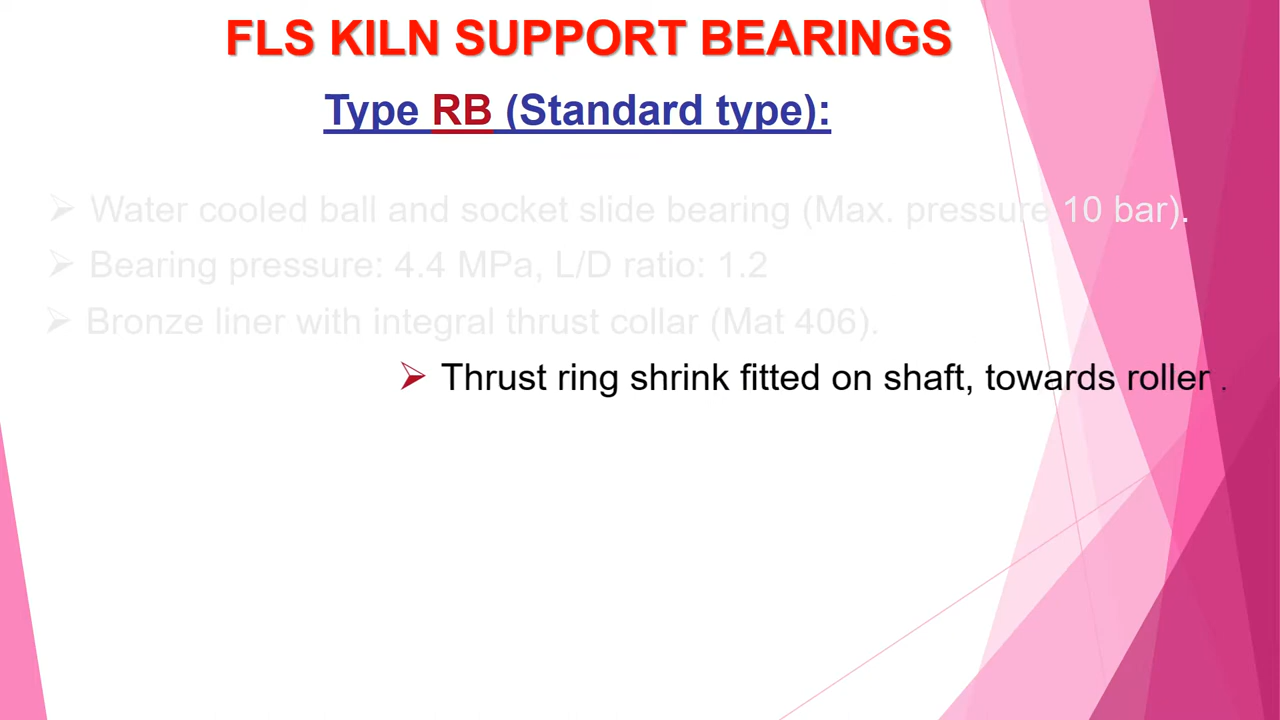 FLS KILN SUPPORT BEARINGS
Type RB (Standard type):
➢ Water cooled ball and socket slide bearing (Max. pressure 10 bar).
➢ Bearing pressure: 4.4 MPa, L/D ratio: 1.2
➢ Bronze liner with integral thrust collar (Mat 406).
➢ Thrust ring shrink fitted on shaft, towards roller .